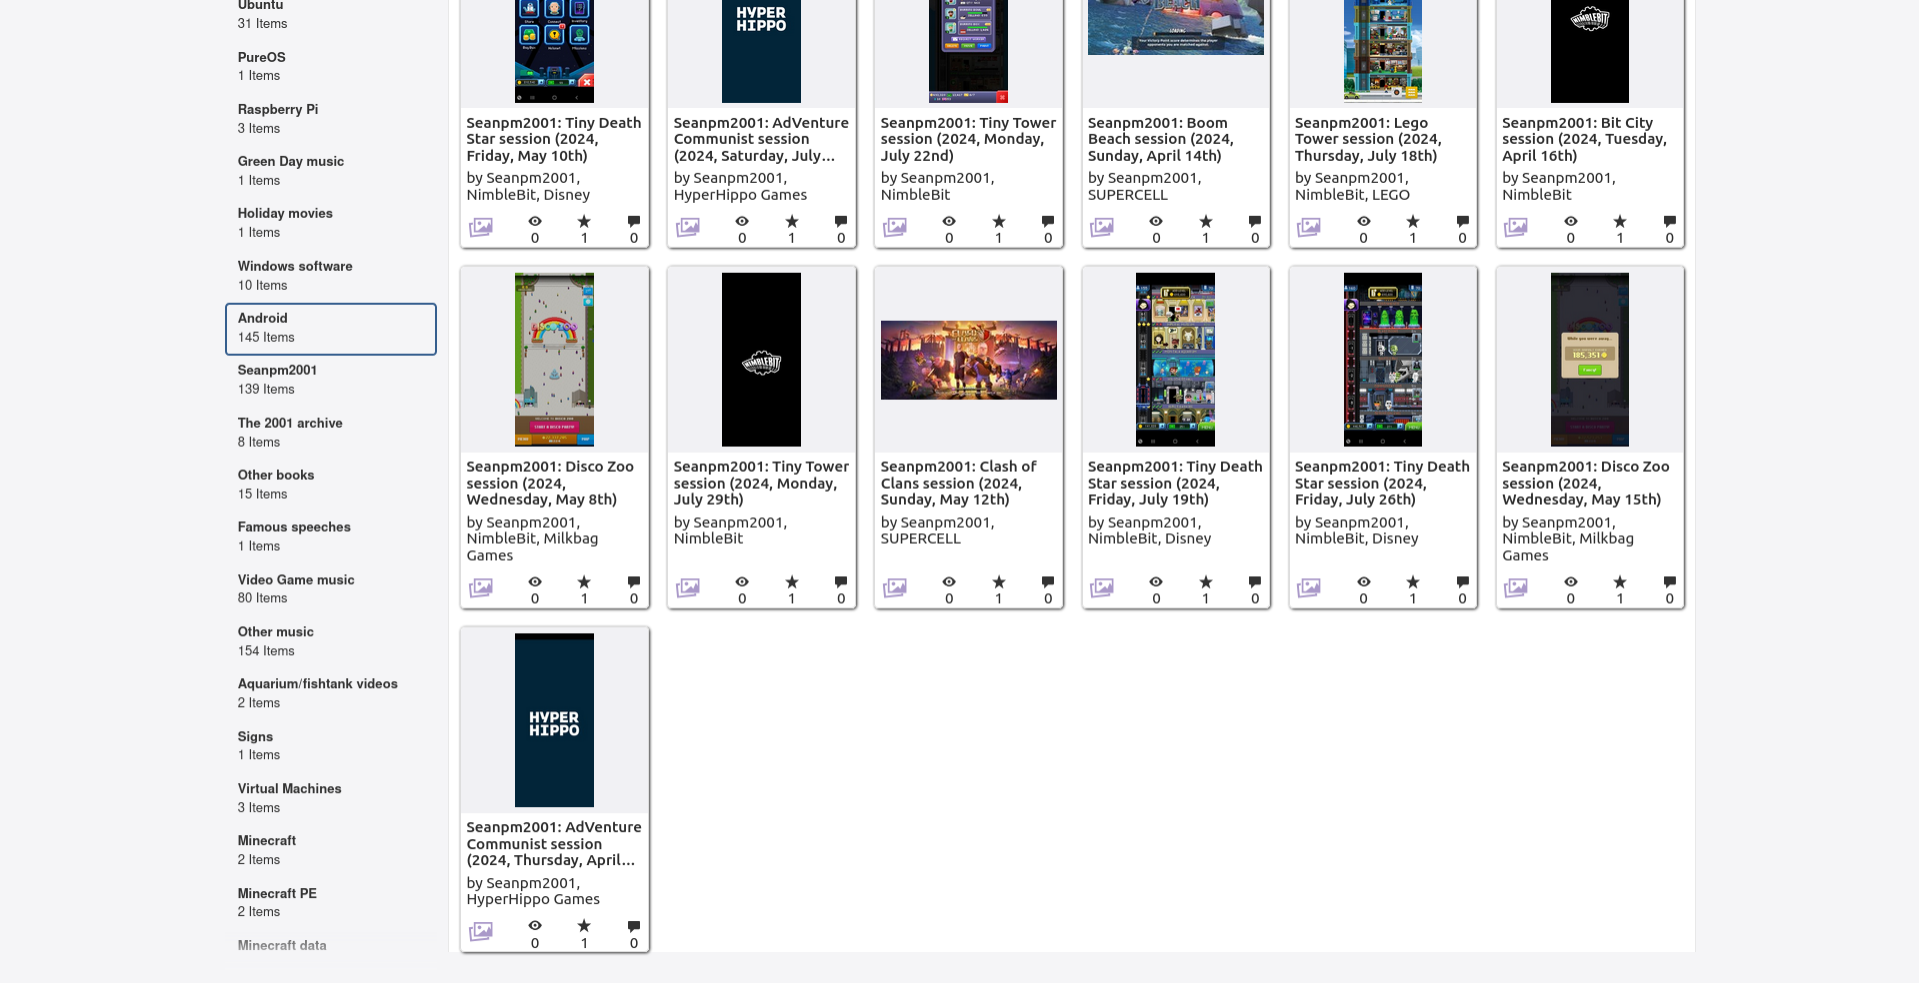 Ubuntu
31 Items
PureOS
1 Items
Raspberry Pi
3 Items
Green Day music
1 Items
Holiday movies
1 Items
Windows software
10 Items
Android
145 Items
Seanpm2001
139 Items
The 2001 archive
8 Items
Other books
15 Items
Famous speeches
1 Items
Video Game music
80 Items
Other music
154 Items
Aquarium/fishtank videos
2 Items
Signs
1 Items
Virtual Machines
3 Items
Minecraft
2 Items
Minecraft PE
2 Items
Minecraft data
Seanpm2001: Tiny Death
Star session (2024,
Friday, May 10th)
by Seanpm2001,
NimbleBit, Disney
0 1 0
HYPER
HIPPO
Seanpm2001: AdVenture
Communist session
(2024, Saturday, July...
by Seanpm2001,
HyperHippo Games
0 1 0
Seanpm2001: Tiny Tower
session (2024, Monday,
July 22nd)
by Seanpm2001,
NimbleBit
0 1 0
Seanpm2001: Boom
Beach session (2024,
Sunday, April 14th)
by Seanpm2001,
SUPERCELL
0 1 0
Seanpm2001: Lego
Tower session (2024,
Thursday, July 18th)
by Seanpm2001,
NimbleBit, LEGO
0 1 0
NIMBLEBIT
Seanpm2001: Bit City
session (2024, Tuesday,
April 16th)
by Seanpm2001,
NimbleBit
0 1 0
DISCO ZOO
Seanpm2001: Disco Zoo
session (2024,
Wednesday, May 8th)
by Seanpm2001,
NimbleBit, Milkbag
Games
0 1 0
NIMBLEBIT
Seanpm2001: Tiny Tower
session (2024, Monday,
July 29th)
by Seanpm2001,
NimbleBit
0 1 0
Seanpm2001: Clash of
Clans session (2024,
Sunday, May 12th)
by Seanpm2001,
SUPERCELL
0 1 0
Seanpm2001: Tiny Death
Star session (2024,
Friday, July 19th)
by Seanpm2001,
NimbleBit, Disney
0 1 0
Seanpm2001: Tiny Death
Star session (2024,
Friday, July 26th)
by Seanpm2001,
NimbleBit, Disney
0 1 0
While you were away...
185,351
Seanpm2001: Disco Zoo
session (2024,
Wednesday, May 15th)
by Seanpm2001,
NimbleBit, Milkbag
Games
0 1 0
HYPER
HIPPO
Seanpm2001: AdVenture
Communist session
(2024, Thursday, April...
by Seanpm2001,
HyperHippo Games
0 1 0